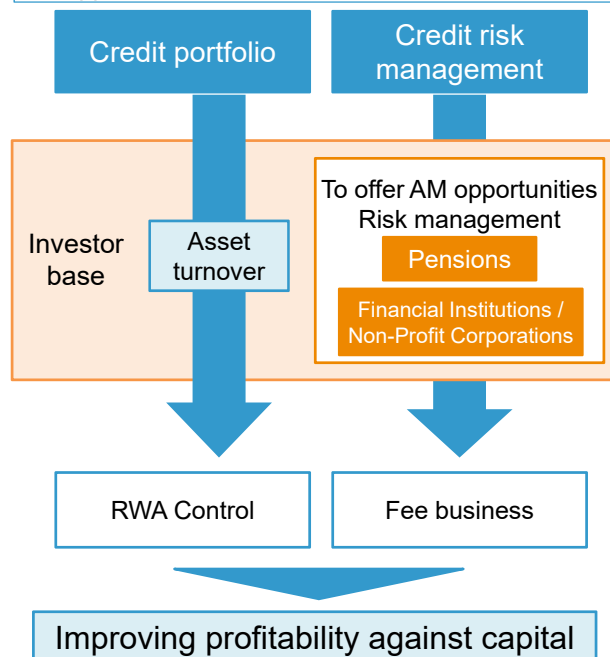 Credit portfolio
Credit risk
management
Investor
base
Asset
turnover
To offer AM opportunities
Risk management
Pensions
Financial Institutions /
Non-Profit Corporations
RWA Control
Fee business
Improving profitability against capital